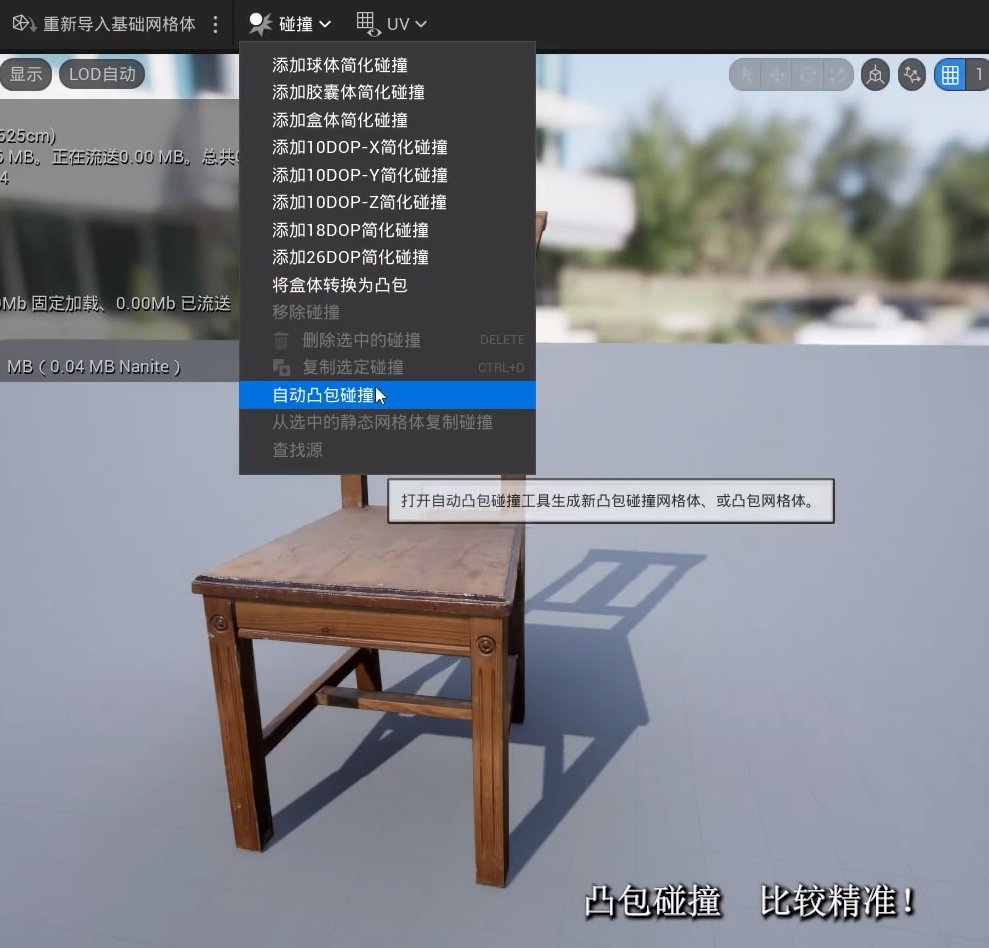 重新导入基础网格体 碰撞 UV
显示 LOD自动 1
添加球体简化碰撞
添加胶囊体简化碰撞
添加盒体简化碰撞
添加10DOP-X简化碰撞
添加10DOP-Y简化碰撞
添加10DOP-Z简化碰撞
添加18DOP简化碰撞
添加26DOP简化碰撞
将盒体转换为凸包
移除碰撞
删除选中的碰撞 DELETE
复制选定碰撞 CTRL+D
自动凸包碰撞
从选中的静态网格体复制碰撞
查找源
525cm)
MB。正在流送0.00 MB。总共
4
Mb 固定加载、0.00Mb 已流送
MB ( 0.04 MB Nanite )
打开自动凸包碰撞工具生成新凸包碰撞网格体、或凸包网格体。
凸包碰撞 比较精准！